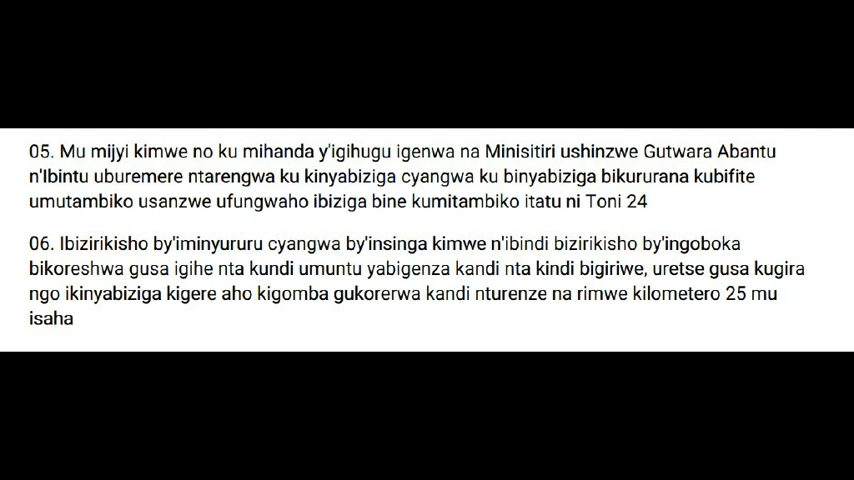 05. Mu mijyi kimwe no ku mihanda y'igihugu igenwa na Minisitiri ushinzwe Gutwara Abantu
n'Ibintu uburemere ntarengwa ku kinyabiziga cyangwa ku binyabiziga bikururana kubifite
umutambiko usanzwe ufungwaho ibiziga bine kumitambiko itatu ni Toni 24
06. Ibizirikisho by'iminyururu cyangwa by'insinga kimwe n'ibindi bizirikisho by'ingoboka
bikoreshwa gusa igihe nta kundi umuntu yabigenza kandi nta kindi bigiriwe, uretse gusa kugira
ngo ikinyabiziga kigere aho kigomba gukorerwa kandi nturenze na rimwe kilometero 25 mu
isaha